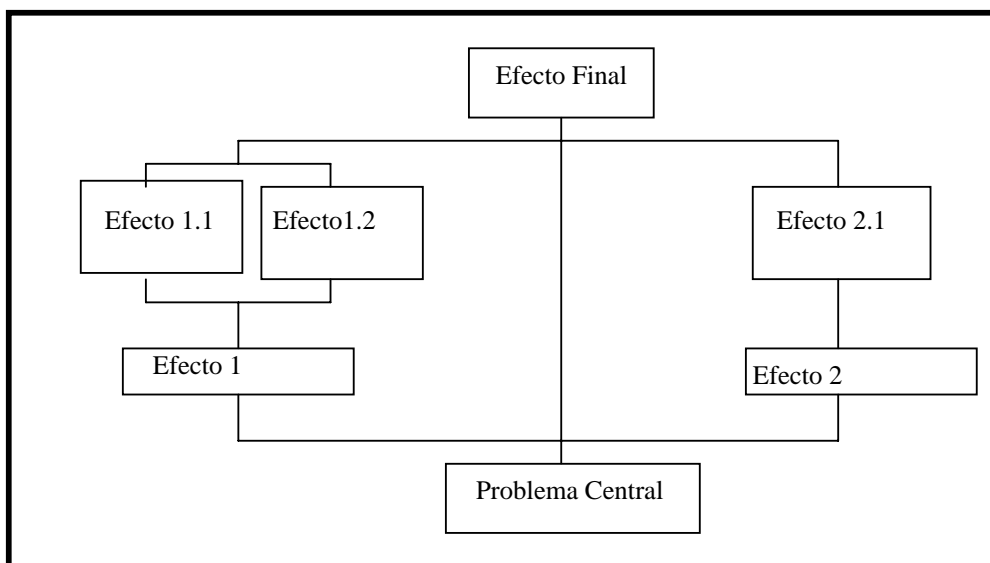 Efecto Final
Efecto 1.1
Efecto1.2
Efecto 2.1
Efecto 1
Efecto 2
Problema Central